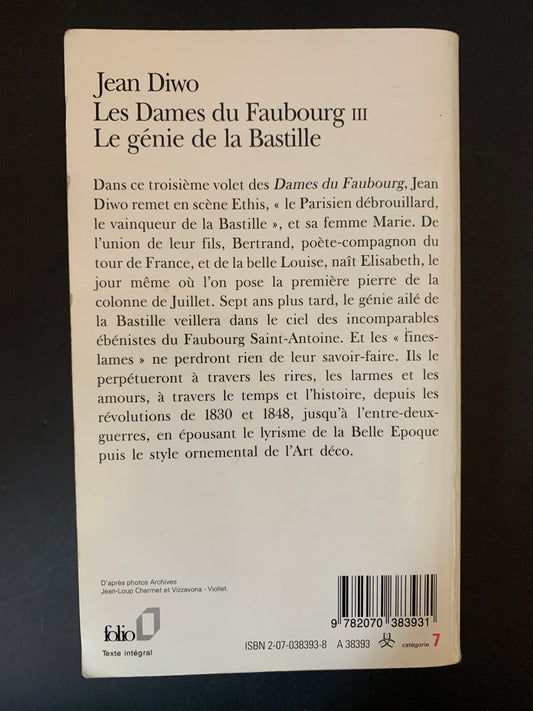 Jean Diwo
Les Dames du Faubourg III
Le génie de la Bastille
Dans ce troisième volet des Dames du Faubourg, Jean
Diwo remet en scène Ethis, « le Parisien débrouillard,
le vainqueur de la Bastille », et sa femme Marie. De
l'union de leur fils, Bertrand, poète-compagnon du
tour de France, et de la belle Louise, naît Elisabeth, le
jour même où l'on pose la première pierre de la
colonne de Juillet. Sept ans plus tard, le génie ailé de
la Bastille veillera dans le ciel des incomparables
ébénistes du Faubourg Saint-Antoine. Et les « fines-
lames » ne perdront rien de leur savoir-faire. Ils le
perpétueront à travers les rires, les larmes et les
amours, à travers le temps et l'histoire, depuis les
révolutions de 1830 et 1848, jusqu'à l'entre-deux-
guerres, en épousant le lyrisme de la Belle Epoque
puis le style ornemental de l'Art déco.
D'après photos Archives
Jean-Loup Charmet et Vizzavona - Viollet.
folio
Texte intégral
9 782070 383931
ISBN 2-07-038393-8 A 38393 catégorie 7